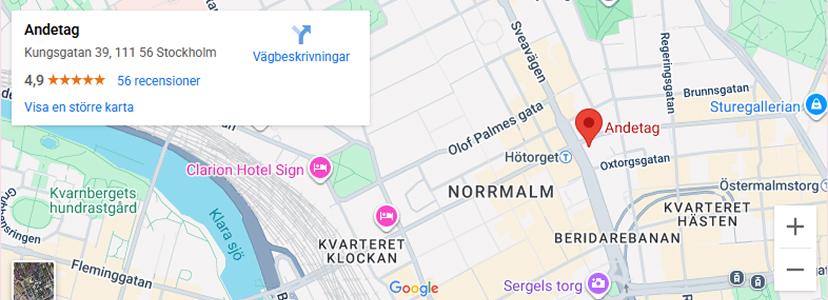 Andetag
Kungsgatan 39, 111 56 Stockholm
Vägbeskrivningar
4,9
56 recensioner
Visa en större karta
Sveavägen
Regeringsgatan
Brunnsgatan
Sturegallerian
Andetag
Olof Palmes gata
Hötorget
Oxtorgsgatan
Clarion Hotel Sign
Kvarnbergets
hundrastgård
Klara sjö
NORRMALM
Östermalmstorg
KVARTERET
HÄSTEN
KVARTERET
KLOCKAN
BERIDAREBANAN
Fleminggatan
Google
Sergels torg